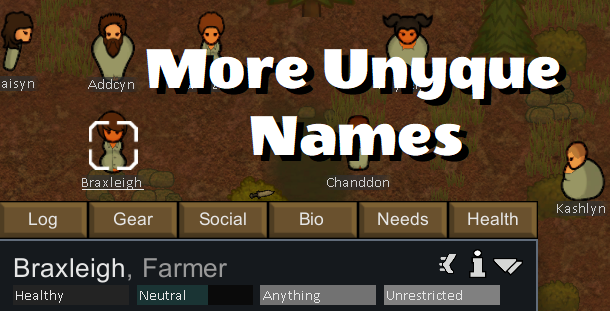 More Unyque
Names
aisyn
Addcyn
Braxleigh
Chanddon
Kashlyn
Log
Gear
Social
Bio
Needs
Health
Braxleigh, Farmer
Healthy
Neutral
Anything
Unrestricted